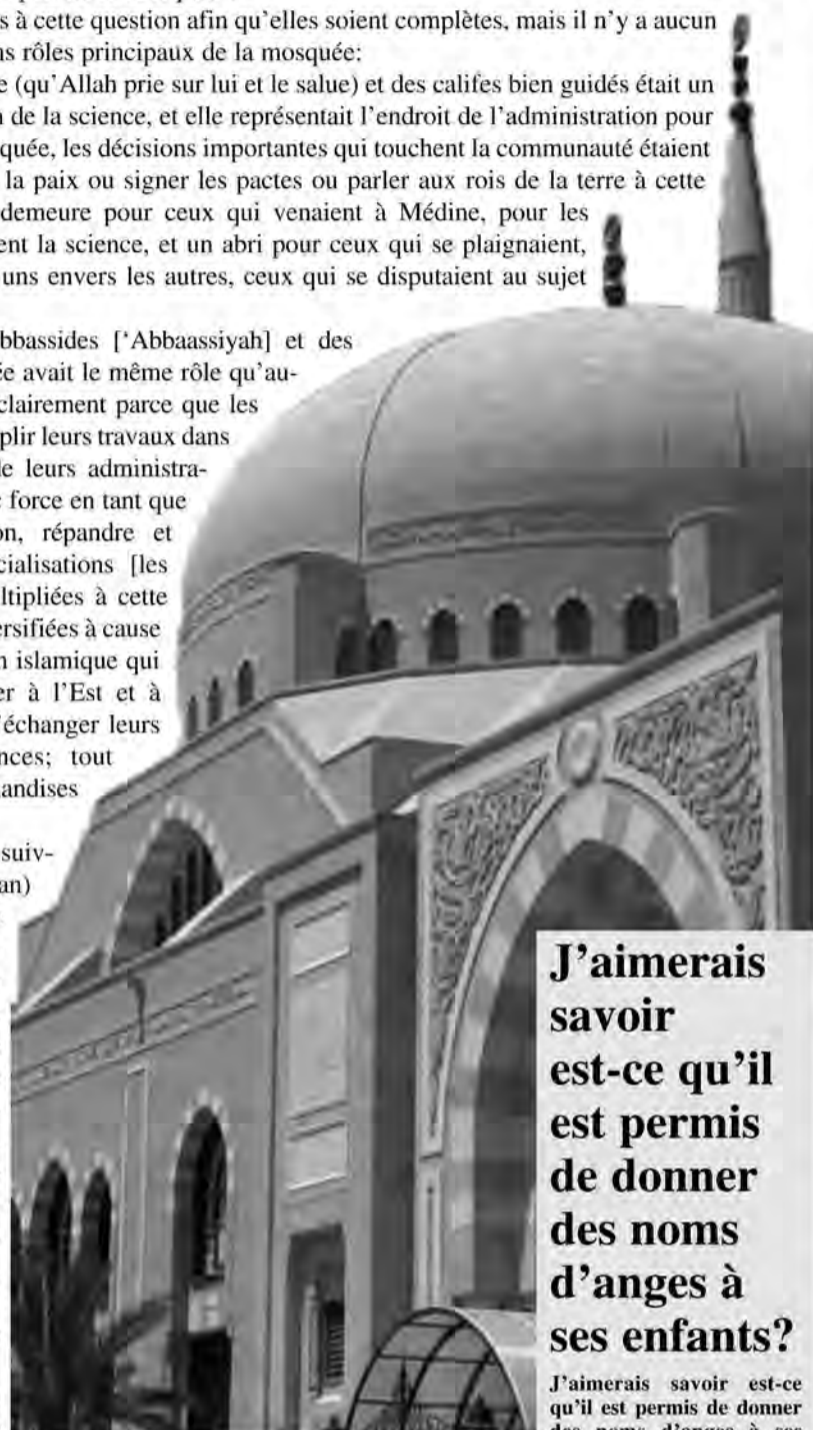 s à cette question afin qu'elles soient complètes, mais il n'y a aucun
ns rôles principaux de la mosquée:
e (qu'Allah prie sur lui et le salue) et des califes bien guidés était un
n de la science, et elle représentait l'endroit de l'administration pour
quée, les décisions importantes qui touchent la communauté étaient
la paix ou signer les pactes ou parler aux rois de la terre à cette
demeure pour ceux qui venaient à Médine, pour les
ent la science, et un abri pour ceux qui se plaignaient,
uns envers les autres, ceux qui se disputaient au sujet
bbassides ['Abbaassiyah] et des
ée avait le même rôle qu'au-
clairement parce que les
plir leurs travaux dans
de leurs administra-
force en tant que
on, répandre et
cialisations [les
ltipliées à cette
ersifiées à cause
n islamique qui
er à l'Est et à
'échanger leurs
nces; tout
andises
suiv-
an)
J'aimerais
savoir
est-ce qu'il
est permis
de donner
des noms
d'anges à
ses enfants?
J'aimerais savoir est-ce
qu'il est permis de donner
des noms d'anges à ses